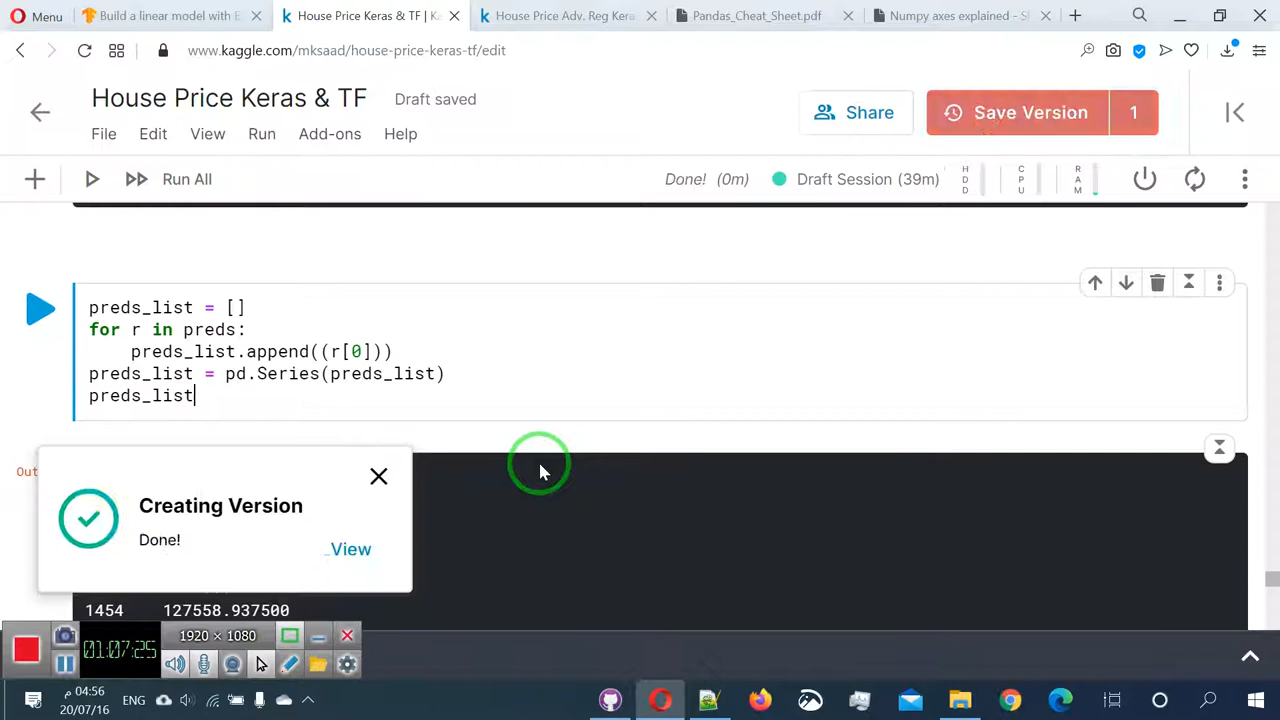 Menu
Build a linear model with E
House Price Keras & TF | Ka
House Price Adv. Reg Kera
Pandas_Cheat_Sheet.pdf
Numpy axes explained - Sh
www.kaggle.com/mksaad/house-price-keras-tf/edit
House Price Keras & TF
Draft saved
Share
Save Version
1
File
Edit
View
Run
Add-ons
Help
Run All
Done! (0m)
Draft Session (39m)
HDD
CPU
RAM
preds_list = []
for r in preds:
preds_list.append((r[0]))
preds_list = pd.Series(preds_list)
preds_list
Out
Creating Version
Done!
View
1454 127558.937500
01:07:25
1920 × 1080
04:56 م
20/07/16
ENG